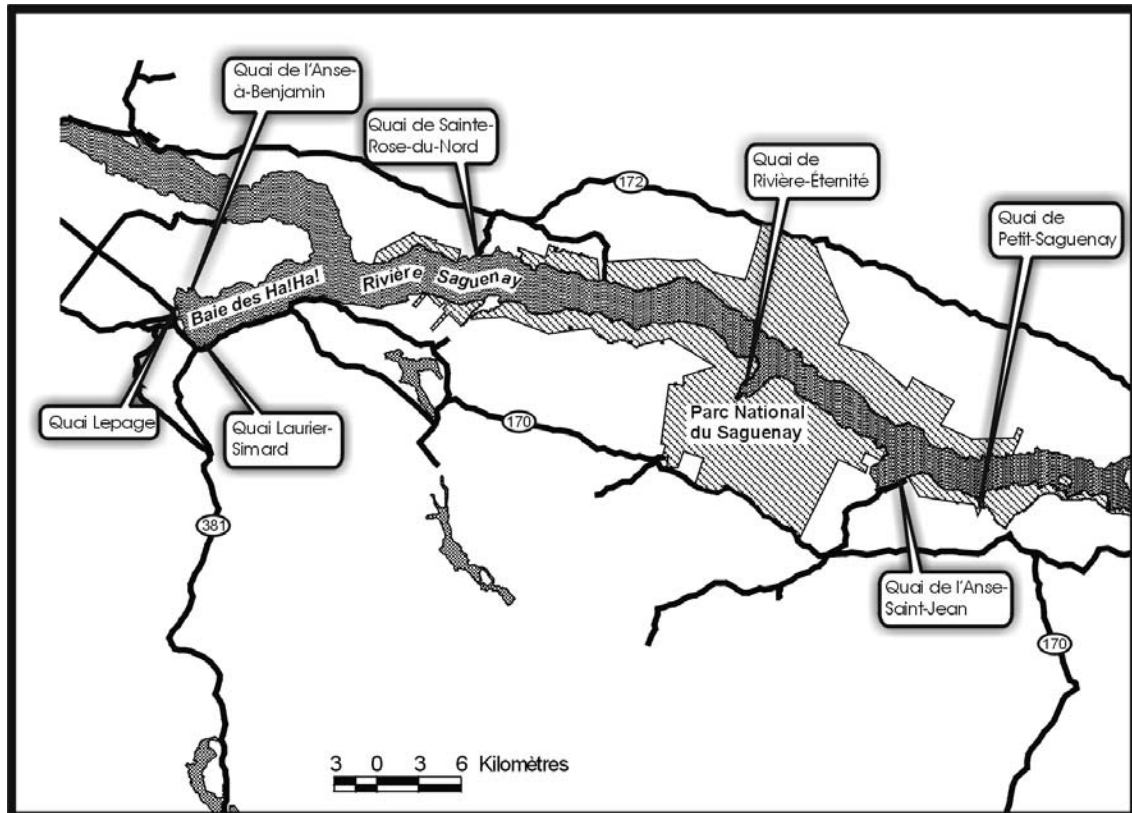 Quai de l'Anse-
à-Benjamin
Quai de Sainte-
Rose-du-Nord
Quai de
Rivière-Éternité
172
Quai de
Petit-Saguenay
Baie des Ha!Ha!
Rivière Saguenay
Quai Lepage
Quai Laurier-
Simard
170
Parc National
du Saguenay
381
Quai de l'Anse-
Saint-Jean
170
3 0 3 6 Kilomètres